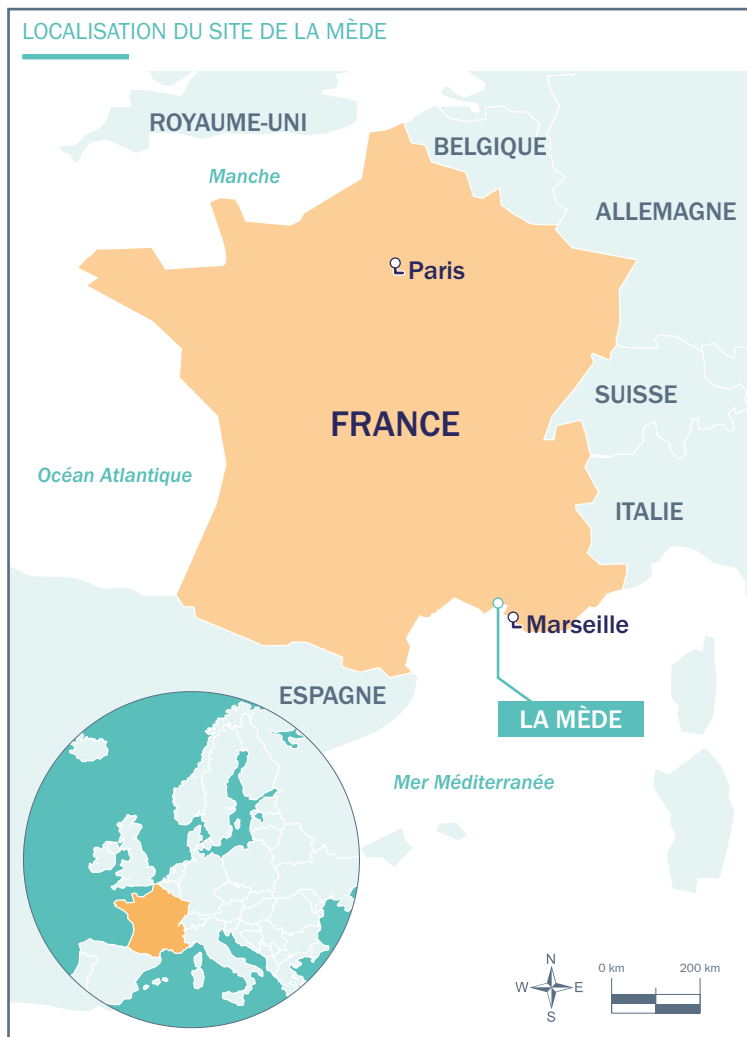 LOCALISATION DU SITE DE LA MÈDE
ROYAUME-UNI
BELGIQUE
Manche
ALLEMAGNE
Paris
SUISSE
FRANCE
Océan Atlantique
ITALIE
Marseille
ESPAGNE
LA MÈDE
Mer Méditerranée
N
W E
S
0 km 200 km